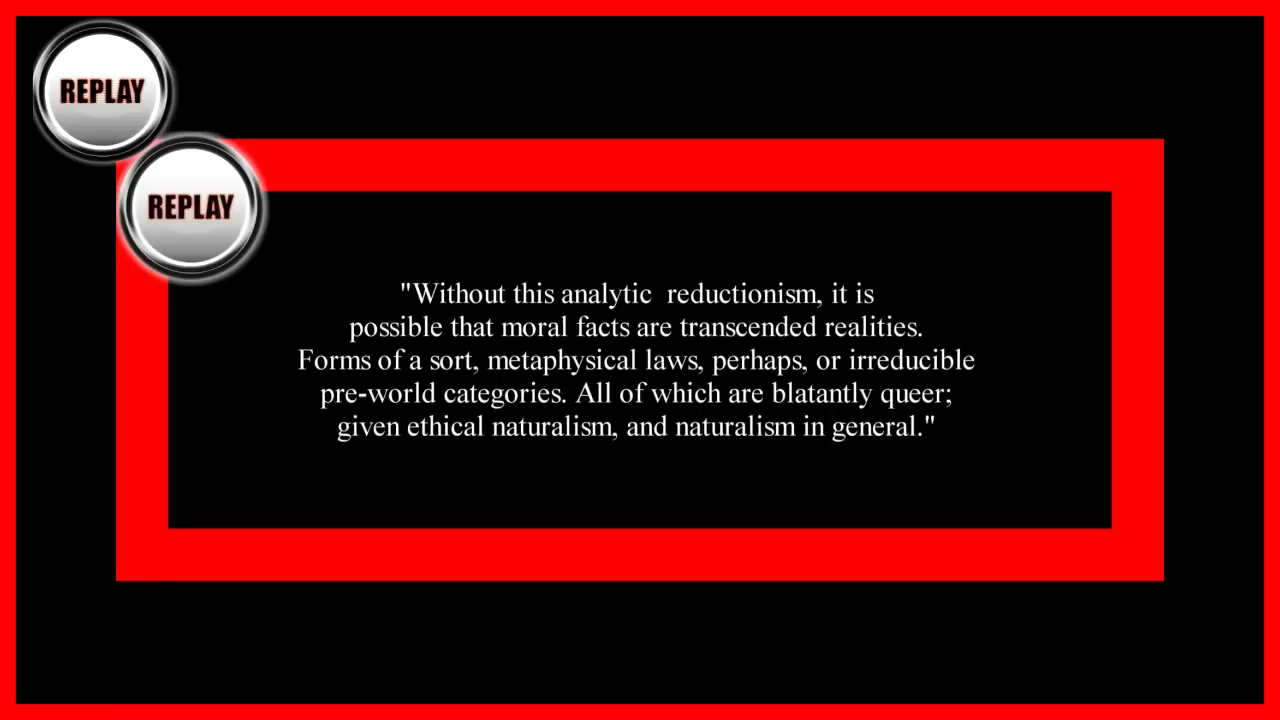 REPLAY
REPLAY
"Without this analytic  reductionism, it is
possible that moral facts are transcended realities.
Forms of a sort, metaphysical laws, perhaps, or irreducible
pre-world categories. All of which are blatantly queer;
given ethical naturalism, and naturalism in general."